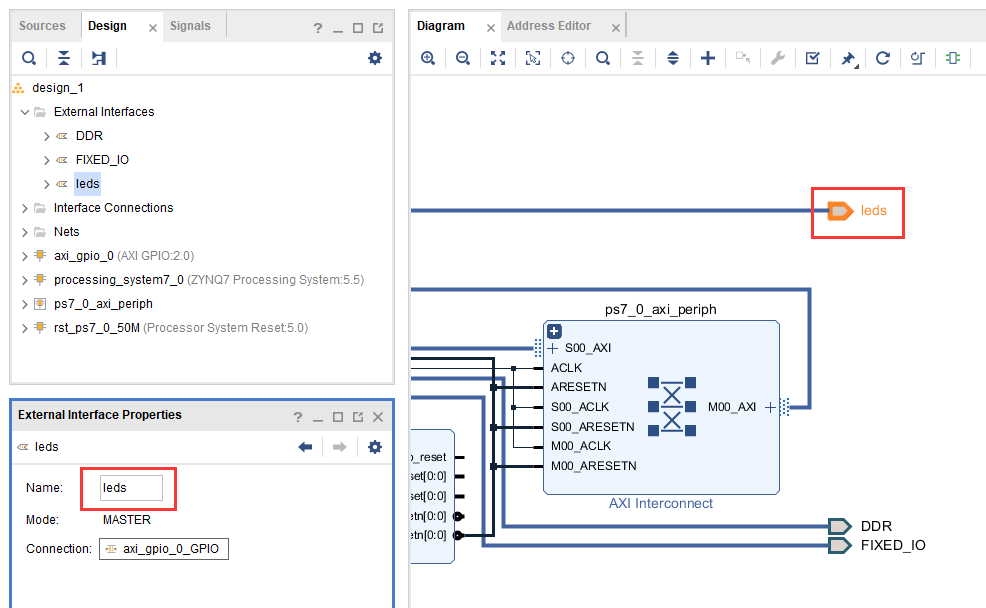 Sources Design Signals
design_1
External Interfaces
DDR
FIXED_IO
leds
Interface Connections
Nets
axi_gpio_0 (AXI GPIO:2.0)
processing_system7_0 (ZYNQ7 Processing System:5.5)
ps7_0_axi_periph
rst_ps7_0_50M (Processor System Reset:5.0)
External Interface Properties
leds
Name: leds
Mode: MASTER
Connection: axi_gpio_0_GPIO
Diagram Address Editor
leds
ps7_0_axi_periph
S00_AXI
ACLK
ARESETN
S00_ACLK
M00_AXI
S00_ARESETN
M00_ACLK
M00_ARESETN
AXI Interconnect
_reset
set[0:0]
set[0:0]
etn[0:0]
etn[0:0]
DDR
FIXED_IO